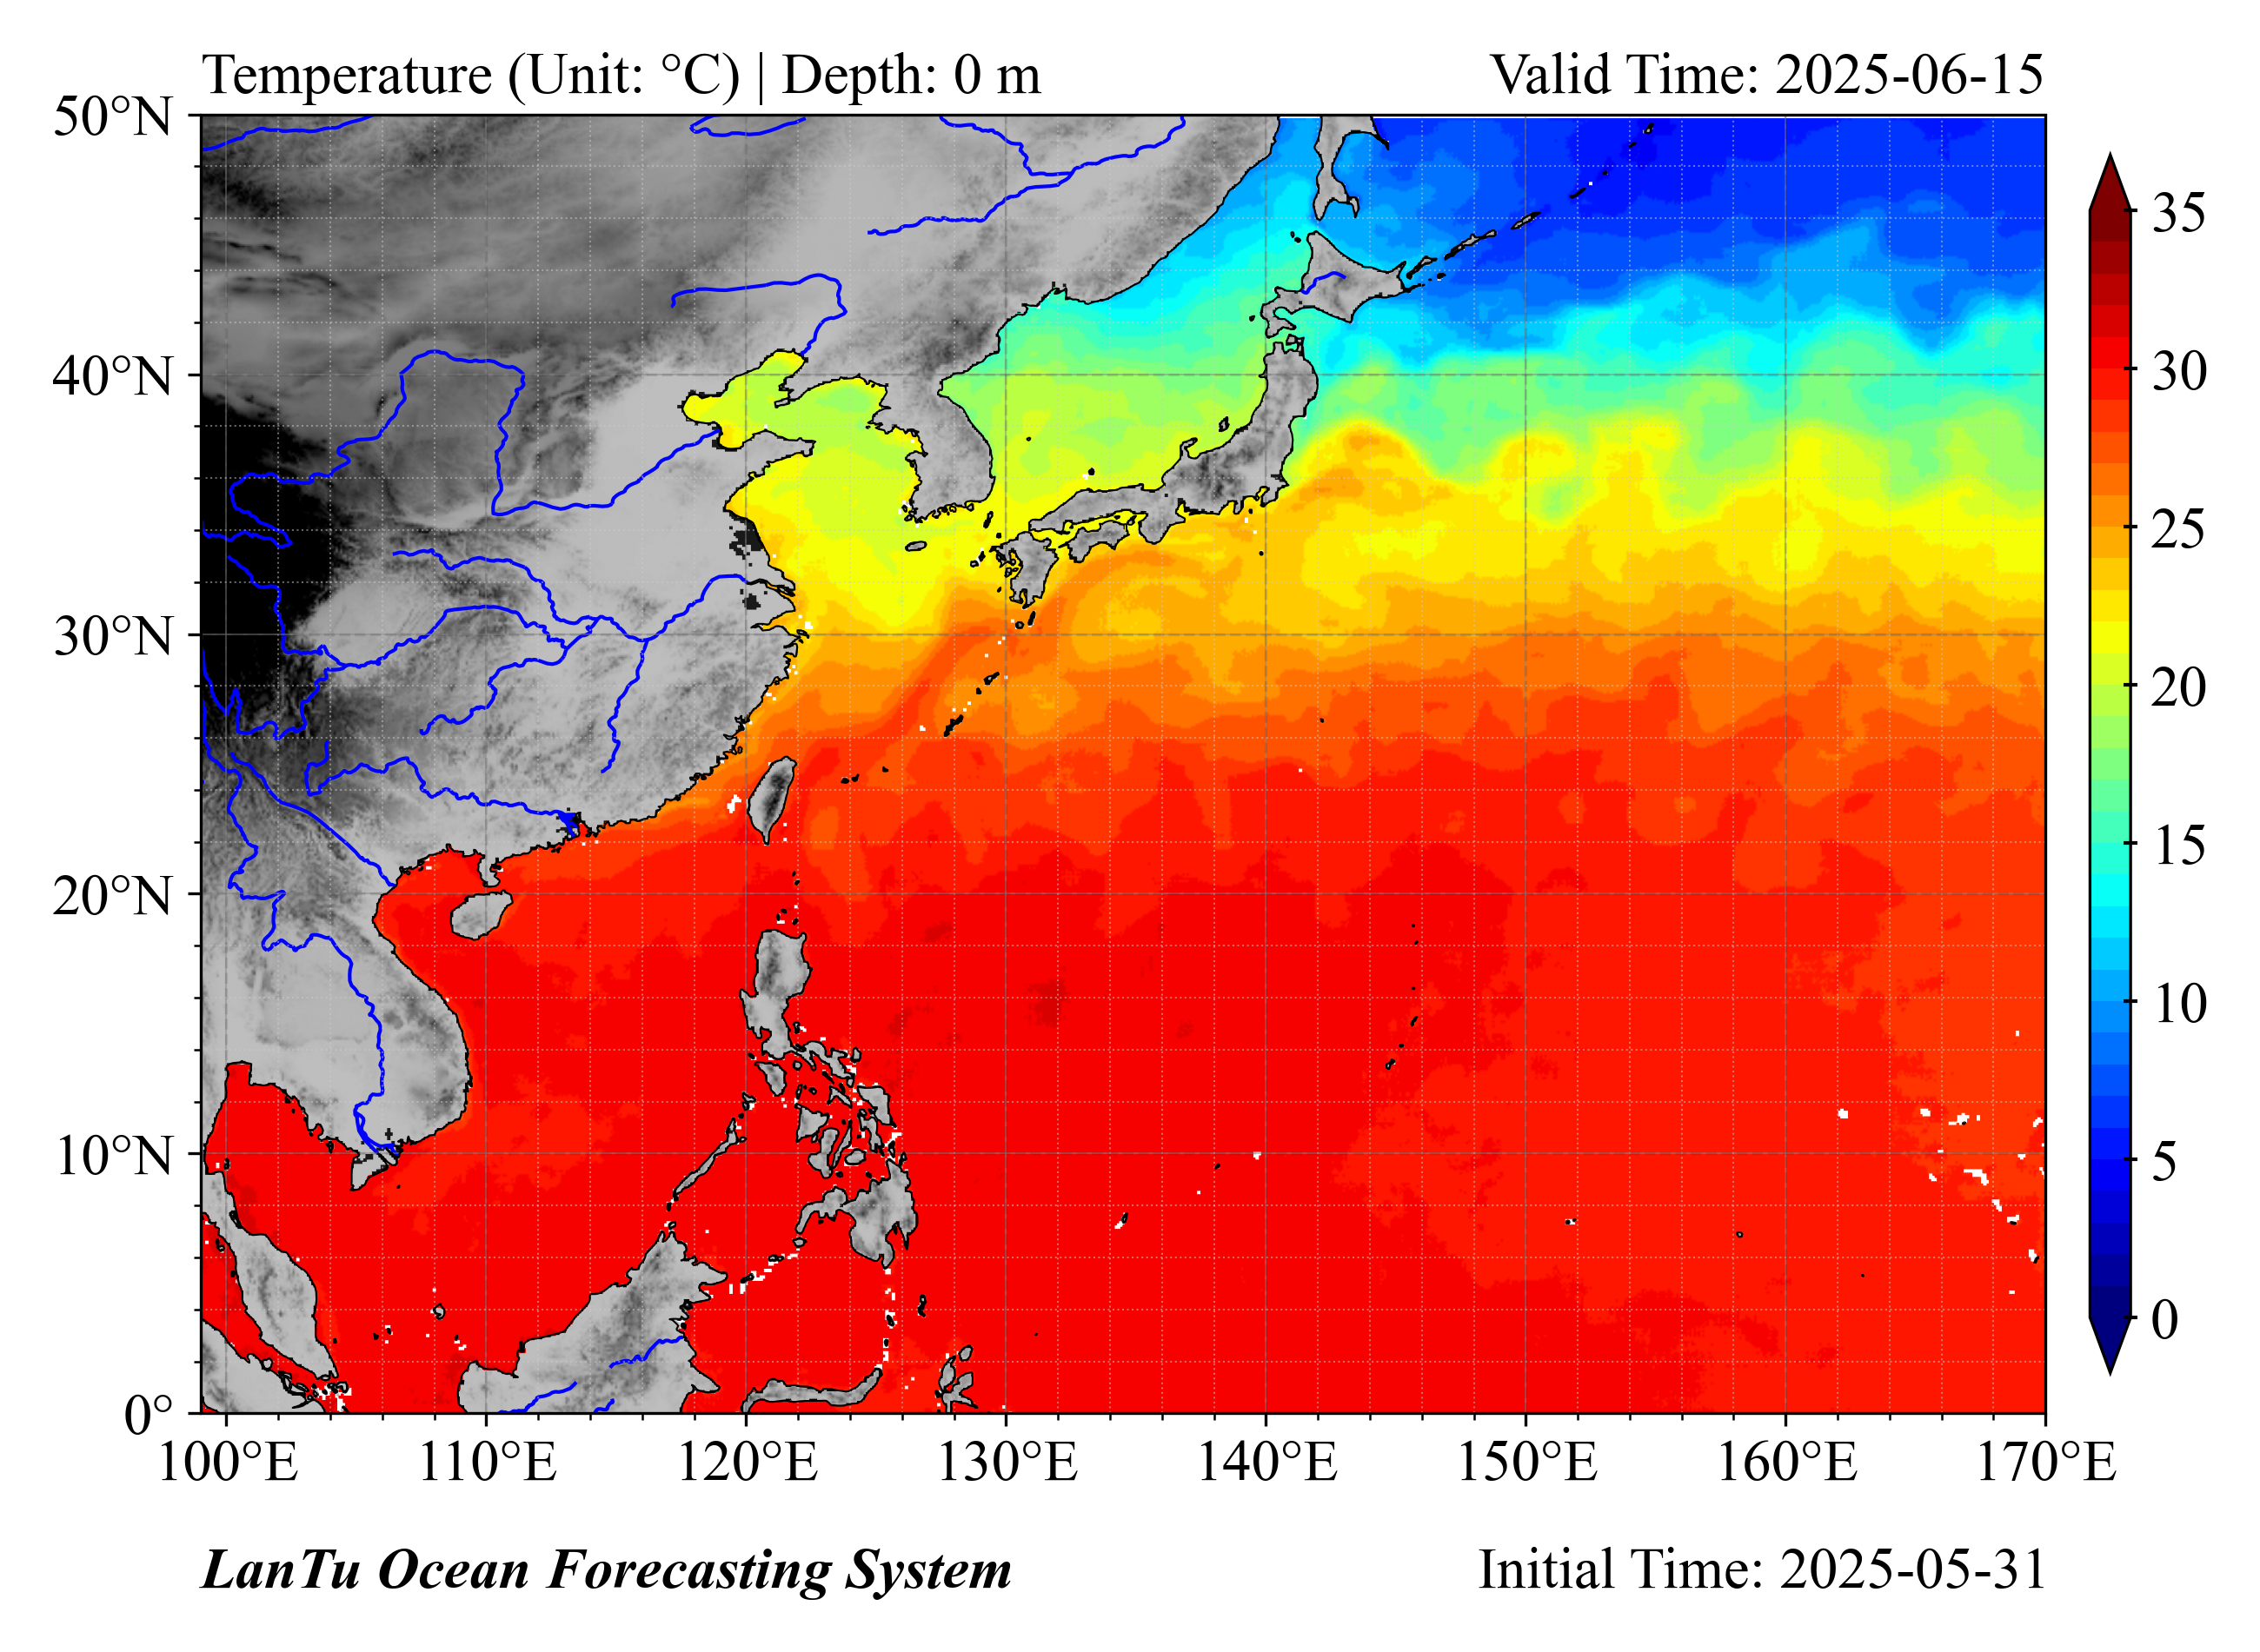 Temperature (Unit: °C) | Depth: 0 m
Valid Time: 2025-06-15
50°N
40°N
30°N
20°N
10°N
0°
100°E
110°E
120°E
130°E
140°E
150°E
160°E
170°E
35
30
25
20
15
10
5
0
LanTu Ocean Forecasting System
Initial Time: 2025-05-31